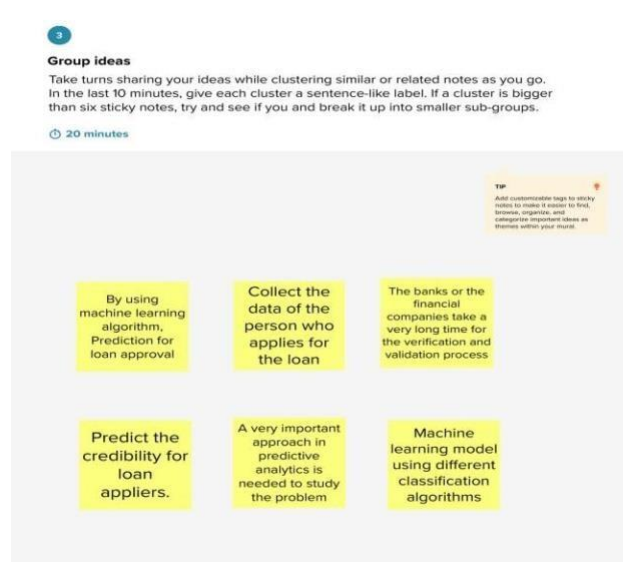 3
Group ideas
Take turns sharing your ideas while clustering similar or related notes as you go.
In the last 10 minutes, give each cluster a sentence-like label. If a cluster is bigger
than six sticky notes, try and see if you and break it up into smaller sub-groups.
20 minutes
TIP
Add customizable tags to sticky
notes to make it easier to find,
browse, organize, and
categorize important ideas as
themes within your mural.
By using
machine learning
algorithm,
Prediction for
loan approval
Collect the
data of the
person who
applies for
the loan
The banks or the
financial
companies take a
very long time for
the verification and
validation process
Predict the
credibility for
loan
appliers.
A very important
approach in
predictive
analytics is
needed to study
the problem
Machine
learning model
using different
classification
algorithms